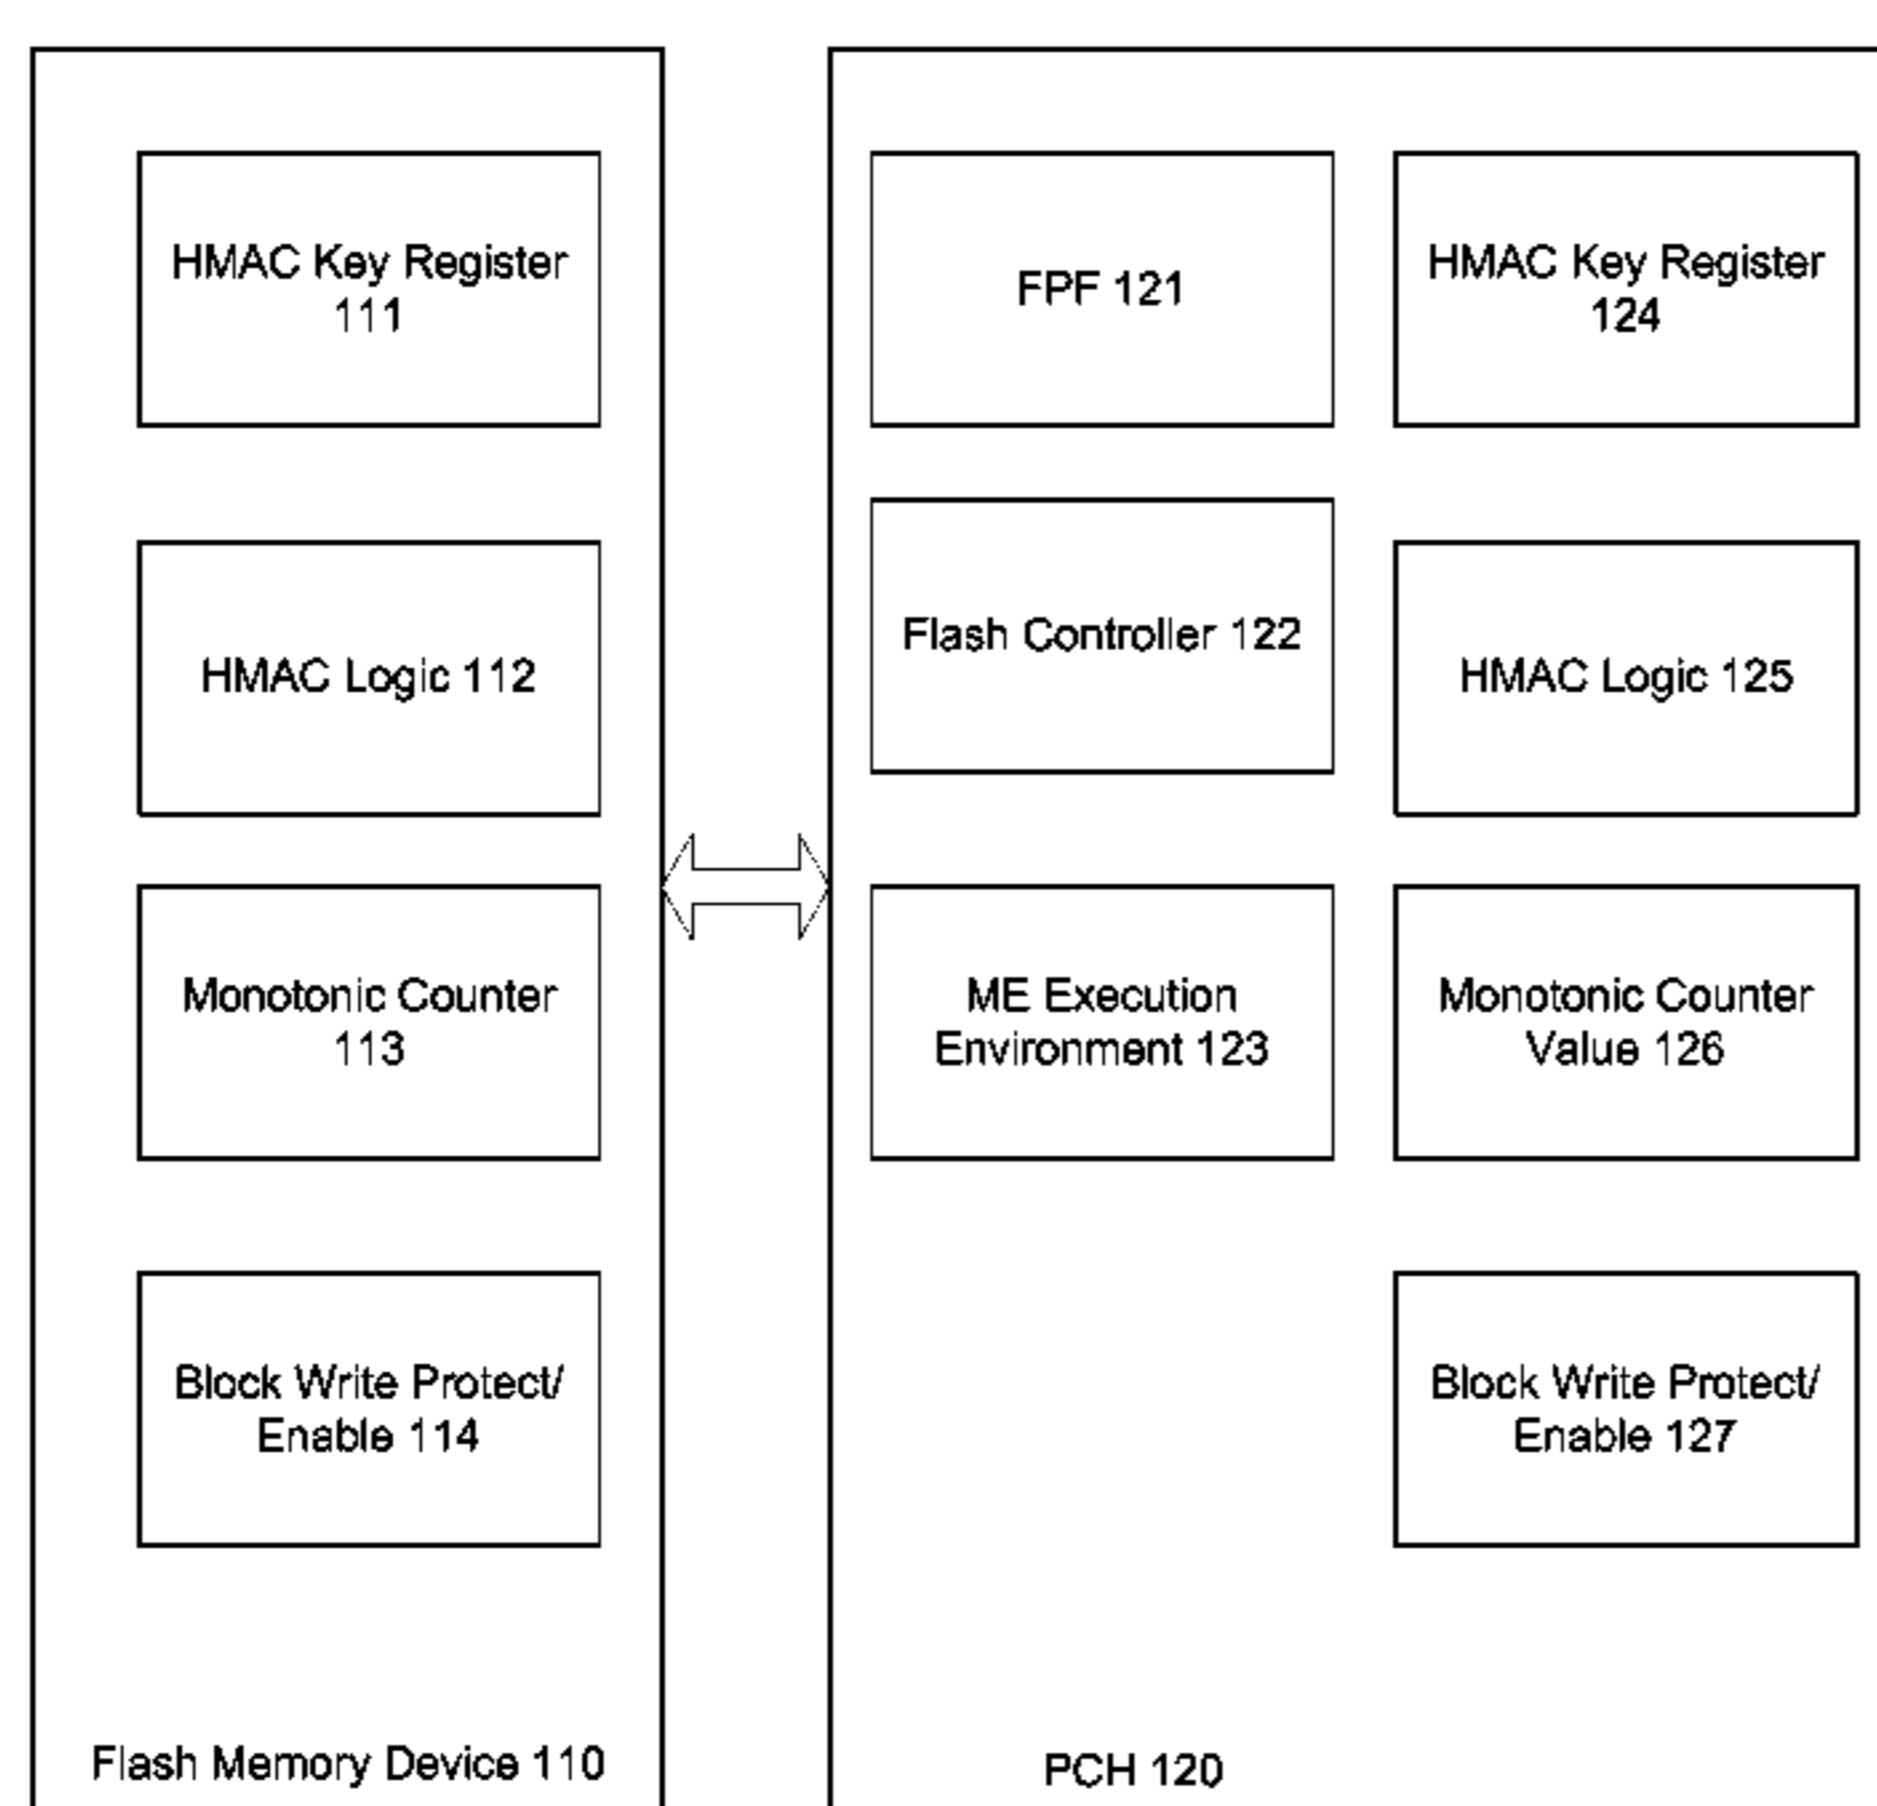 HMAC Key Register
111
HMAC Logic 112
Monotonic Counter
113
Block Write Protect/
Enable 114
Flash Memory Device 110
FPF 121
Flash Controller 122
ME Execution
Environment 123
HMAC Key Register
124
HMAC Logic 125
Monotonic Counter
Value 126
Block Write Protect/
Enable 127
PCH 120